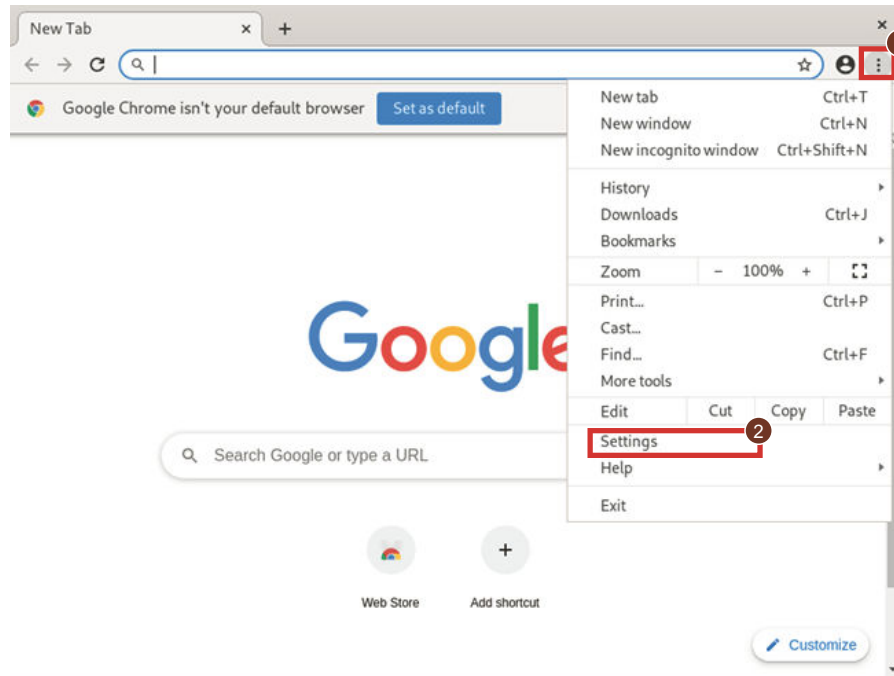 New Tab
Google Chrome isn't your default browser Set as default
New tab Ctrl+T
New window Ctrl+N
New incognito window Ctrl+Shift+N
History
Downloads Ctrl+J
Bookmarks
Zoom - 100% +
Print... Ctrl+P
Cast...
Find... Ctrl+F
More tools
Edit Cut Copy Paste
Settings 2
Help
Exit
Google
Search Google or type a URL
Web Store Add shortcut
Customize